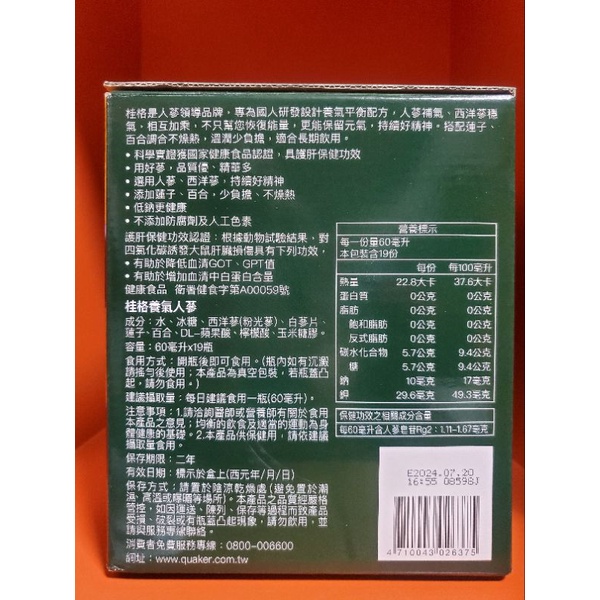 桂格是人蔘領導品牌，專為國人研發設計養氣平衡配方，人蔘補氣、西洋蔘穩
氣，相互加乘，不只幫您恢復能量，更能保留元氣，持續好精神。搭配蓮子、
百合調合不燥熱，溫潤少負擔，適合長期飲用。
•科學實證獲國家健康食品認證，具護肝保健功效
•用好蔘，品質優、精華多
•選用人蔘、西洋蔘，持續好精神
•添加蓮子、百合，少負擔、不燥熱
•低鈉更健康
•不添加防腐劑及人工色素
護肝保健功效認證：根據動物試驗結果，對
四氯化碳誘發大鼠肝臟損傷具有下列功效，
•有助於降低血清GOT、GPT值
•有助於增加血清中白蛋白含量
健康食品 衛署健食字第A00059號
桂格養氣人蔘
成分：水、冰糖、西洋蔘(粉光蔘)、白蔘片、
蓮子、百合、DL-蘋果酸、檸檬酸、玉米糖膠。
容量：60毫升x19瓶
食用方式：開瓶後即可食用。(瓶內如有沉澱
請搖勻後使用；本產品為真空包裝，若瓶蓋凸
起，請勿食用。)
建議攝取量：每日建議食用一瓶(60毫升)。
注意事項：1.請洽詢醫師或營養師有關於食用
本產品之意見；均衡的飲食及適當的運動為身
體健康的基礎。2.本產品供保健用，請依建議
攝取量食用。
保存期限：二年
有效日期：標示於盒上(西元年/月/日)
保存方式：請置於陰涼乾燥處(避免置於潮
濕、高溫或曝曬等場所)。本產品之品質經嚴格
管控，如因運送、陳列、保存等過程而致產品
受損、破裂或有瓶蓋凸起現象，請勿飲用，並
請與服務專線聯絡。
消費者免費服務專線：0800-006600
網址：www.quaker.com.tw
營養標示
每一份量60毫升
本包裝含19份
每份 每100毫升
熱量 22.8大卡 37.6大卡
蛋白質 0公克 0公克
脂肪 0公克 0公克
飽和脂肪 0公克 0公克
反式脂肪 0公克 0公克
碳水化合物 5.7公克 9.4公克
糖 5.7公克 9.4公克
鈉 10毫克 17毫克
鉀 29.6毫克 49.3毫克
保健功效之相關成分含量
每60毫升含人蔘皂苷Rg2：1.11-1.67毫克
E2024.07.20
16:55 08598J
4 710043 026375